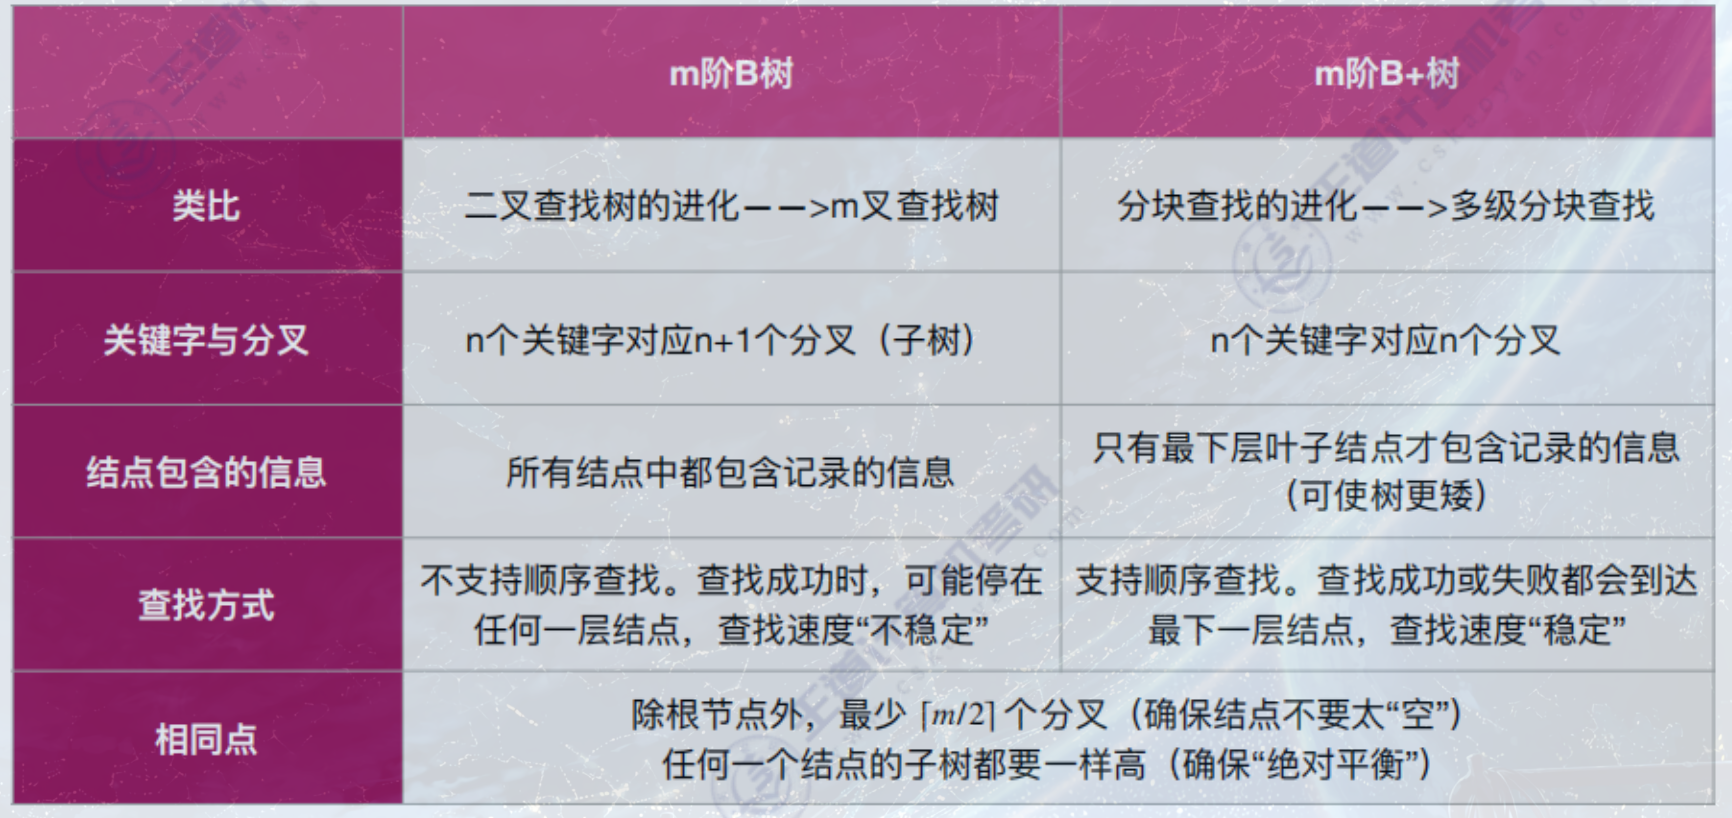 m阶B树
m阶B+树
类比
二叉查找树的进化——>m叉查找树
分块查找的进化——>多级分块查找
关键字与分叉
n个关键字对应n+1个分叉（子树）
n个关键字对应n个分叉
结点包含的信息
所有结点中都包含记录的信息
只有最下层叶子结点才包含记录的信息
（可使树更矮）
查找方式
不支持顺序查找。查找成功时，可能停在
任何一层结点，查找速度“不稳定”
支持顺序查找。查找成功或失败都会到达
最下一层结点，查找速度“稳定”
相同点
除根节点外，最少 ⌈m/2⌉ 个分叉（确保结点不要太“空”）
任何一个结点的子树都要一样高（确保“绝对平衡”）